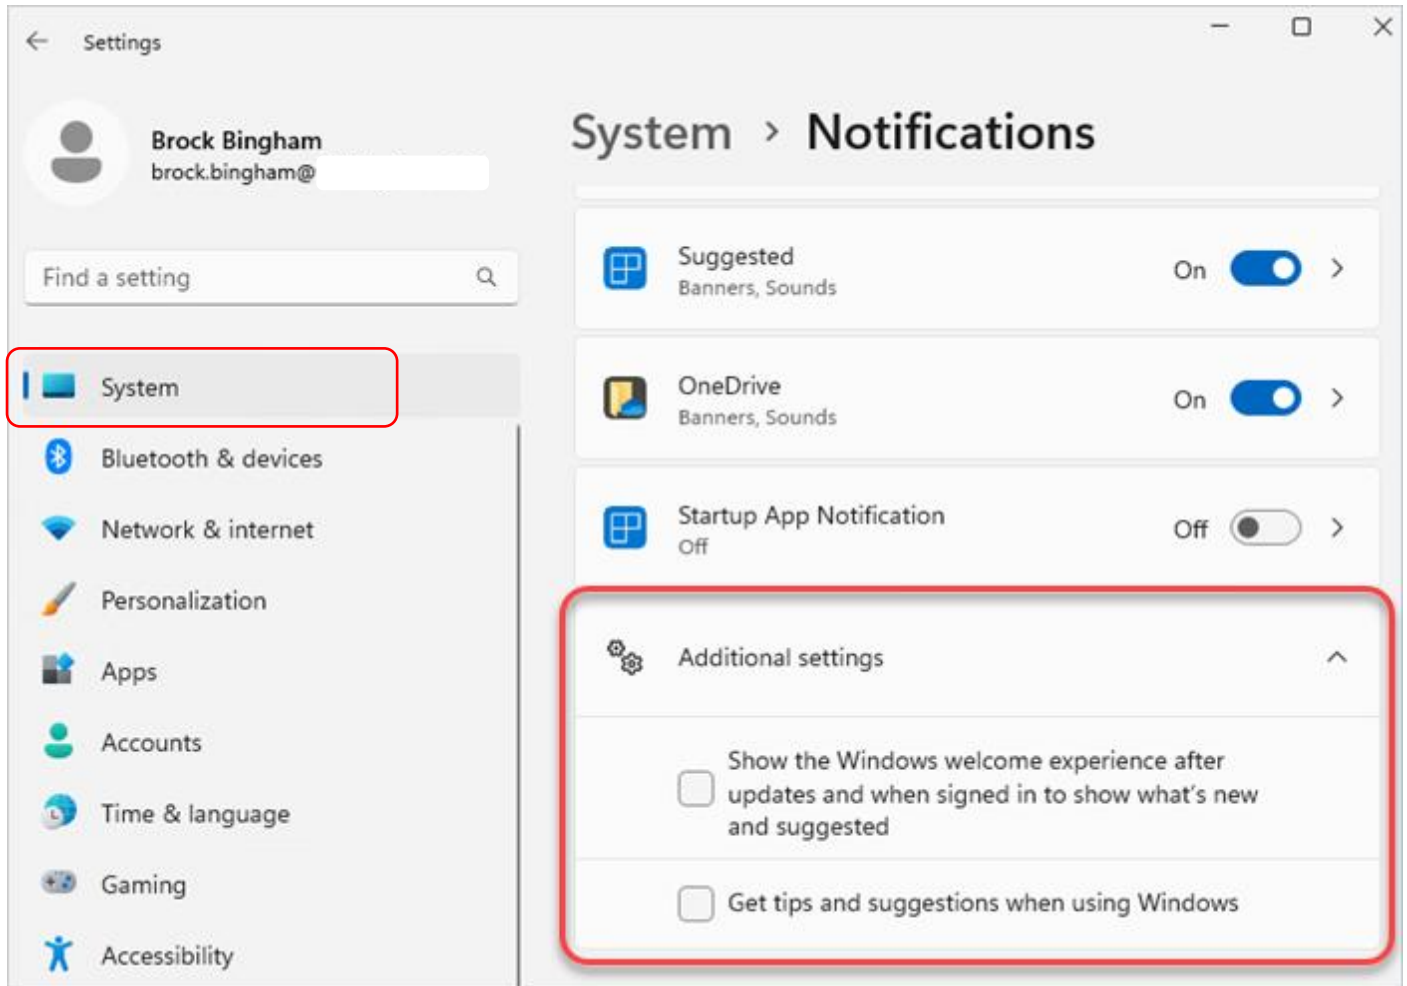 Settings
Brock Bingham
brock.bingham@
Find a setting
System
Bluetooth & devices
Network & internet
Personalization
Apps
Accounts
Time & language
Gaming
Accessibility
System > Notifications
Suggested
Banners, Sounds
On
OneDrive
Banners, Sounds
On
Startup App Notification
Off
Off
Additional settings
Show the Windows welcome experience after
updates and when signed in to show what's new
and suggested
Get tips and suggestions when using Windows